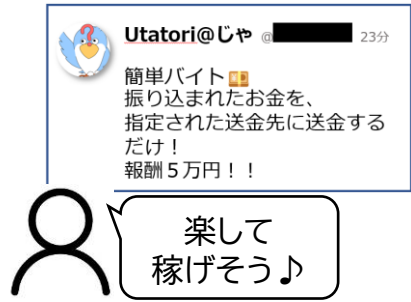 Utatori@じゃ @ 23分
簡単バイト💴
振り込まれたお金を、
指定された送金先に送金する
だけ！
報酬５万円！！
楽して
稼げそう♪